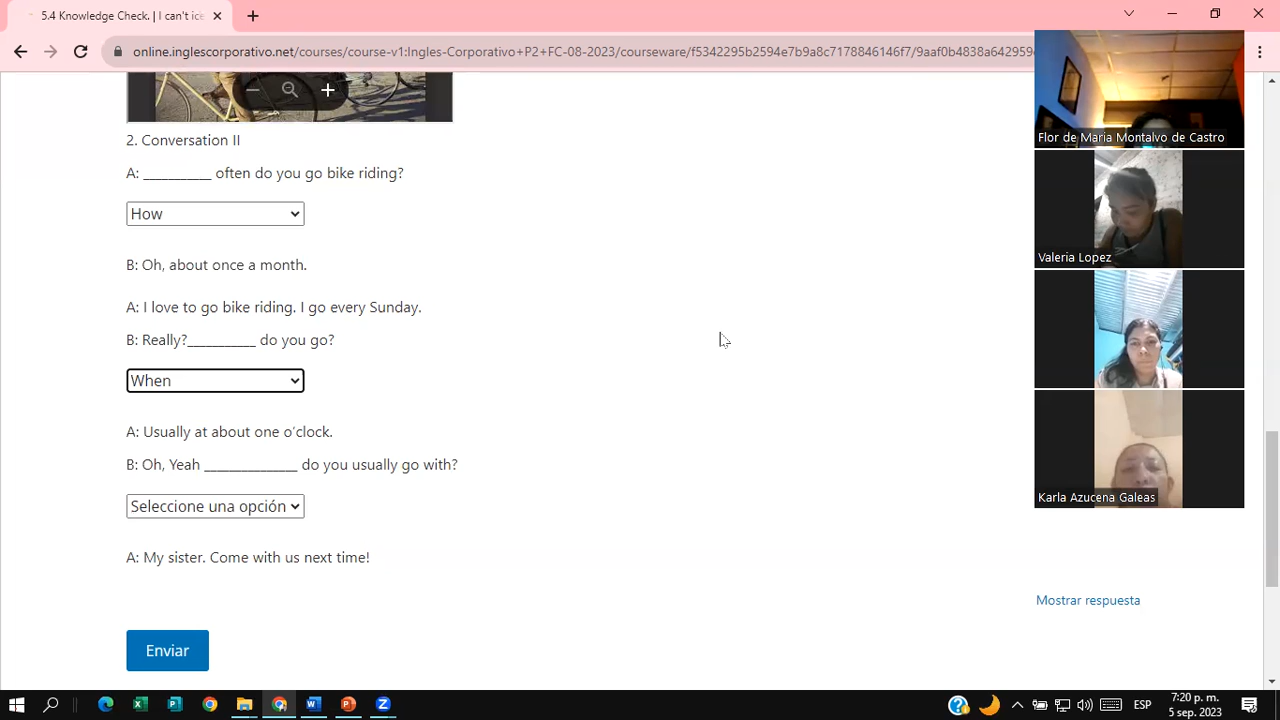 5.4 Knowledge Check. | I can't ice
online.inglescorporativo.net/courses/course-v1:Ingles-Corporativo+P2+FC-08-2023/courseware/f5342295b2594e7b9a8c7178846146f7/9aaf0b4838a642959
2. Conversation II
A: ___________ often do you go bike riding?
How
B: Oh, about once a month.
A: I love to go bike riding. I go every Sunday.
B: Really?___________ do you go?
When
A: Usually at about one o'clock.
B: Oh, Yeah _______________ do you usually go with?
Seleccione una opción
A: My sister. Come with us next time!
Mostrar respuesta
Enviar
Flor de Maria Montalvo de Castro
Valeria Lopez
Karla Azucena Galeas
ESP
7:20 p. m.
5 sep. 2023